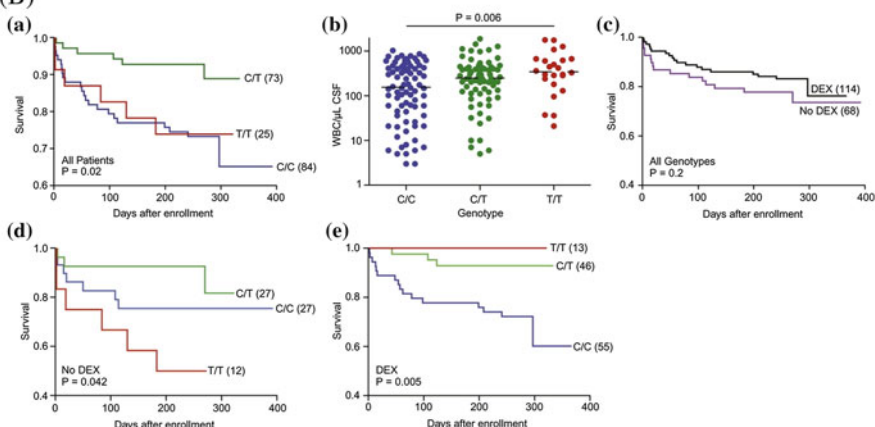 (B)
(a)
1.0
0.9
0.8
0.7
0.6
Survival
C/T (73)
T/T (25)
C/C (84)
All Patients
P = 0.02
0 100 200 300 400
Days after enrollment
(b)
P = 0.006
1000
100
10
1
WBC/µL CSF
C/C C/T T/T
Genotype
(c)
1.0
0.8
0.6
0.4
Survival
DEX (114)
No DEX (68)
All Genotypes
P = 0.2
0 100 200 300 400
Days after enrollment
(d)
1.0
0.8
0.6
0.4
Survival
C/T (27)
C/C (27)
T/T (12)
No DEX
P = 0.042
0 100 200 300 400
Days after enrollment
(e)
1.0
0.8
0.6
0.4
Survival
T/T (13)
C/T (46)
C/C (55)
DEX
P = 0.005
0 100 200 300 400
Days after enrollment